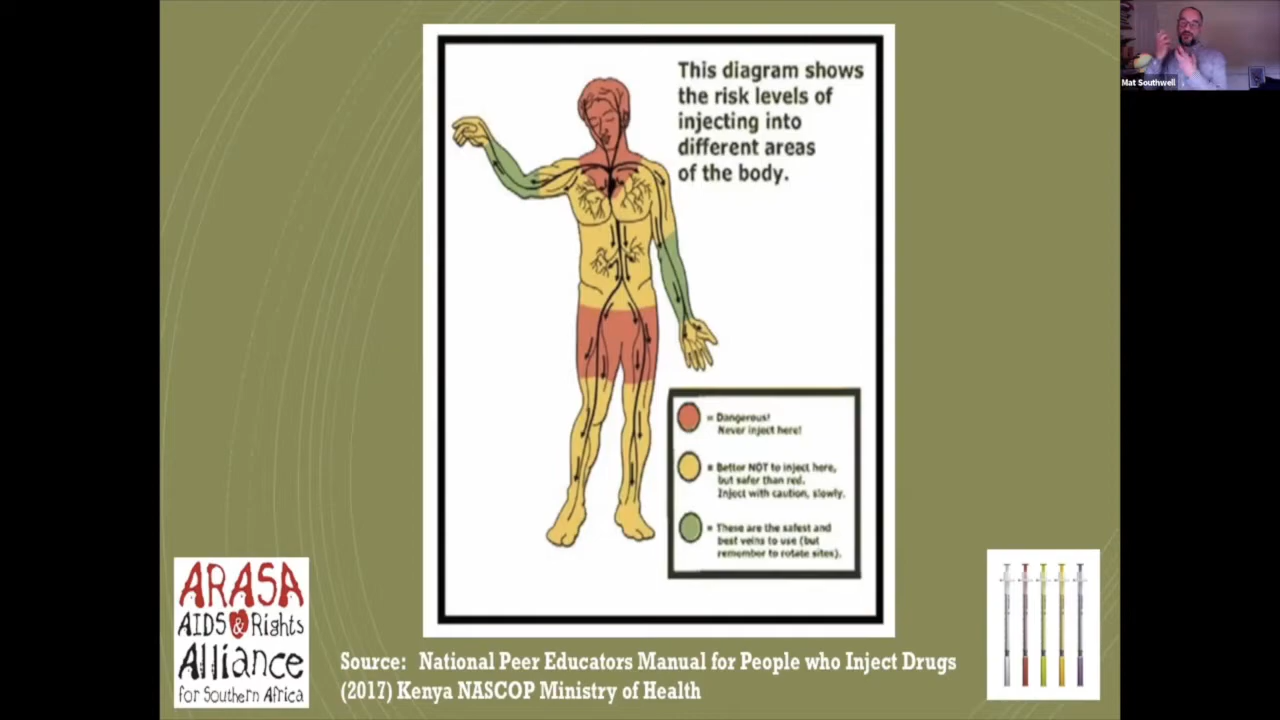 This diagram shows
the risk levels of
injecting into
different areas
of the body.
= Dangerous!
Never inject here!
= Better NOT to inject here,
but safer than red.
Inject with caution, slowly.
= These are the safest and
best veins to use (but
remember to rotate sites).
ARASA
AIDS & Rights
Alliance
for Southern Africa
Source: National Peer Educators Manual for People who Inject Drugs
(2017) Kenya NASCOP Ministry of Health
Mat Southwell